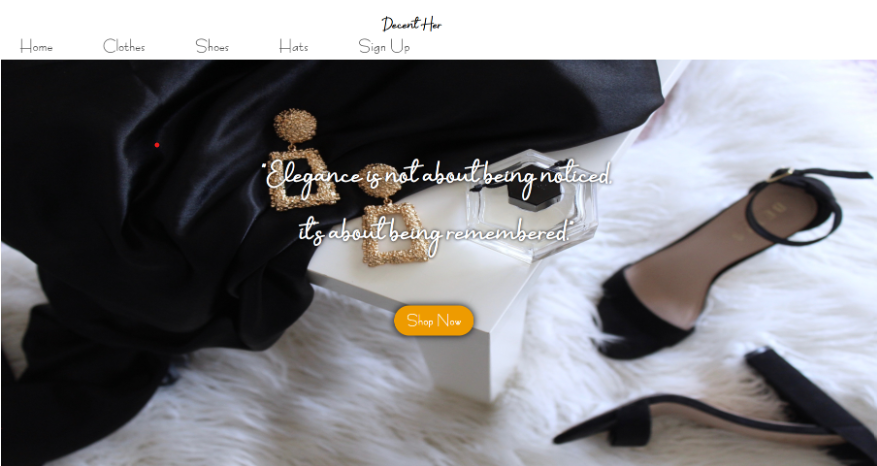 Decent Her
Home Clothes Shoes Hats Sign Up
"Elegance is not about being noticed,
it's about being remembered."
Shop Now